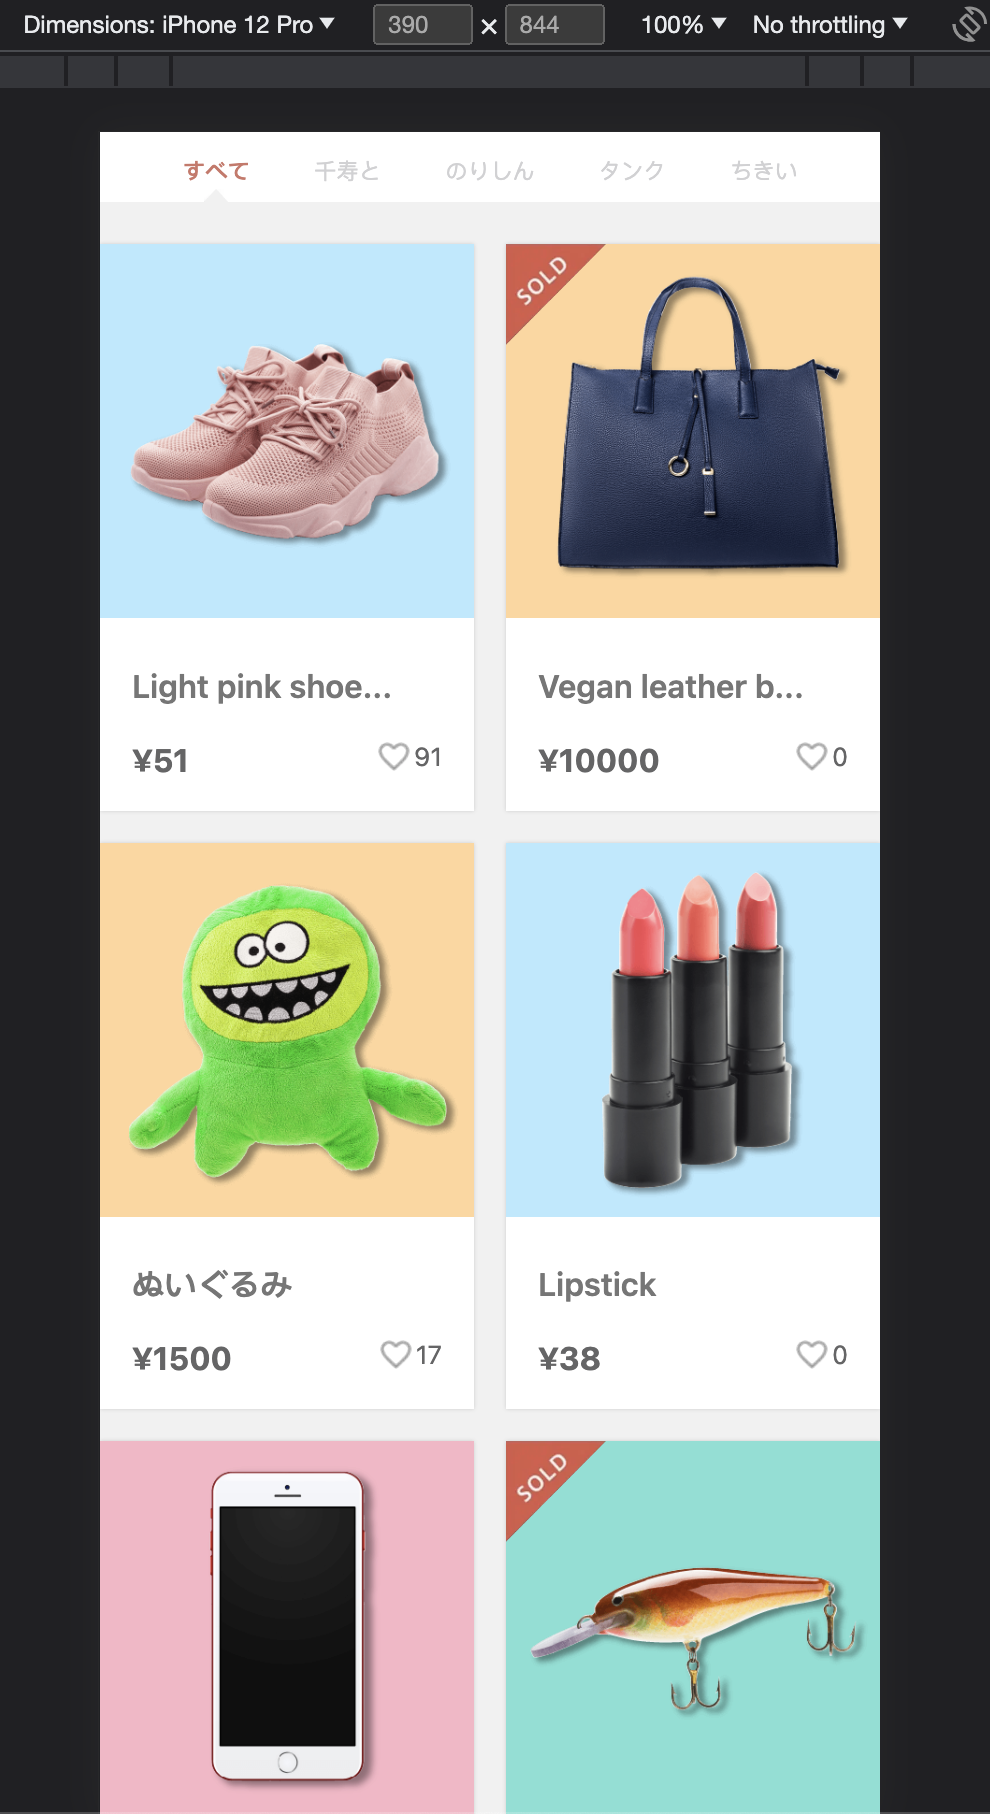 Dimensions: iPhone 12 Pro 390 × 844 100% No throttling
すべて 千寿と のりしん タンク ちきい
SOLD
Light pink shoe... Vegan leather b...
¥51 91 ¥10000 0
ぬいぐるみ Lipstick
¥1500 17 ¥38 0
SOLD